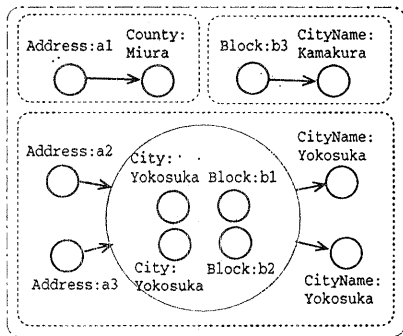 Address:a1
County:
Miura
Block:b3
CityName:
Kamakura
Address:a2
City:
Yokosuka
Block:b1
CityName:
Yokosuka
Address:a3
City:
Yokosuka
Block:b2
CityName:
Yokosuka